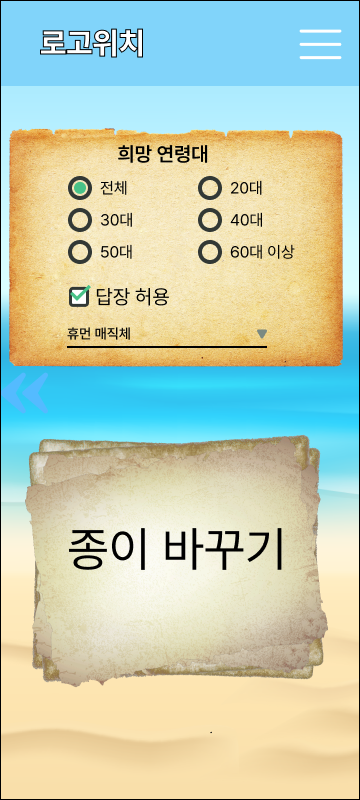 로고위치
희망 연령대
전체 20대
30대 40대
50대 60대 이상
답장 허용
휴먼 매직체
종이 바꾸기